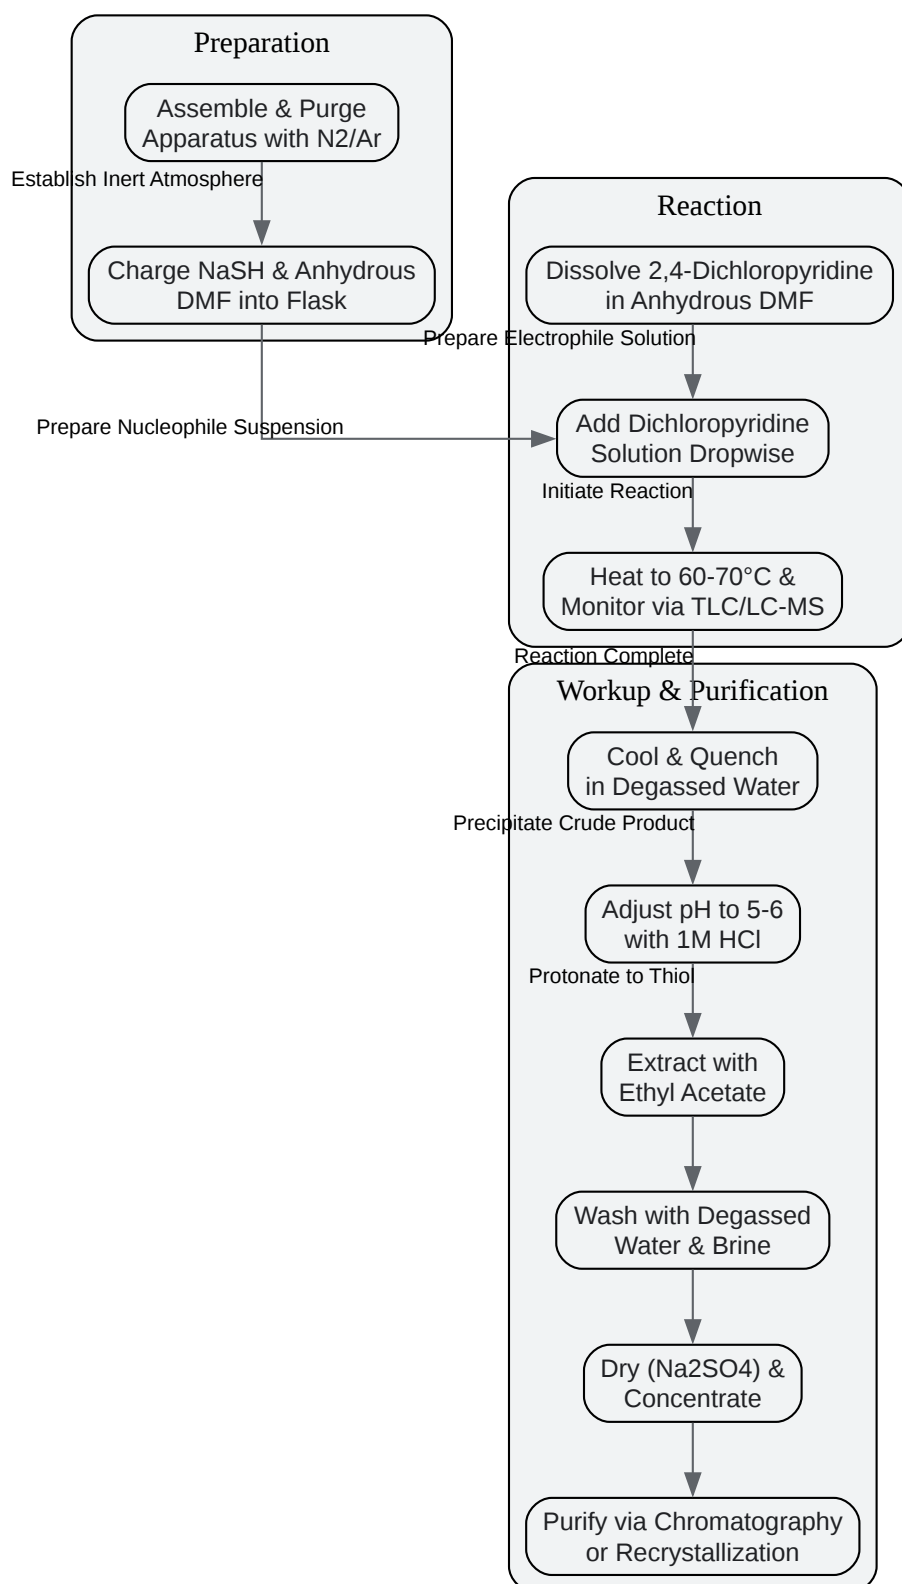 Preparation
Assemble & Purge
Apparatus with N2/Ar
Establish Inert Atmosphere
Charge NaSH & Anhydrous
DMF into Flask
Prepare Nucleophile Suspension
Reaction
Dissolve 2,4-Dichloropyridine
in Anhydrous DMF
Prepare Electrophile Solution
Add Dichloropyridine
Solution Dropwise
Initiate Reaction
Heat to 60-70°C &
Monitor via TLC/LC-MS
Reaction Complete
Workup & Purification
Cool & Quench
in Degassed Water
Precipitate Crude Product
Adjust pH to 5-6
with 1M HCl
Protonate to Thiol
Extract with
Ethyl Acetate
Wash with Degassed
Water & Brine
Dry (Na2SO4) &
Concentrate
Purify via Chromatography
or Recrystallization